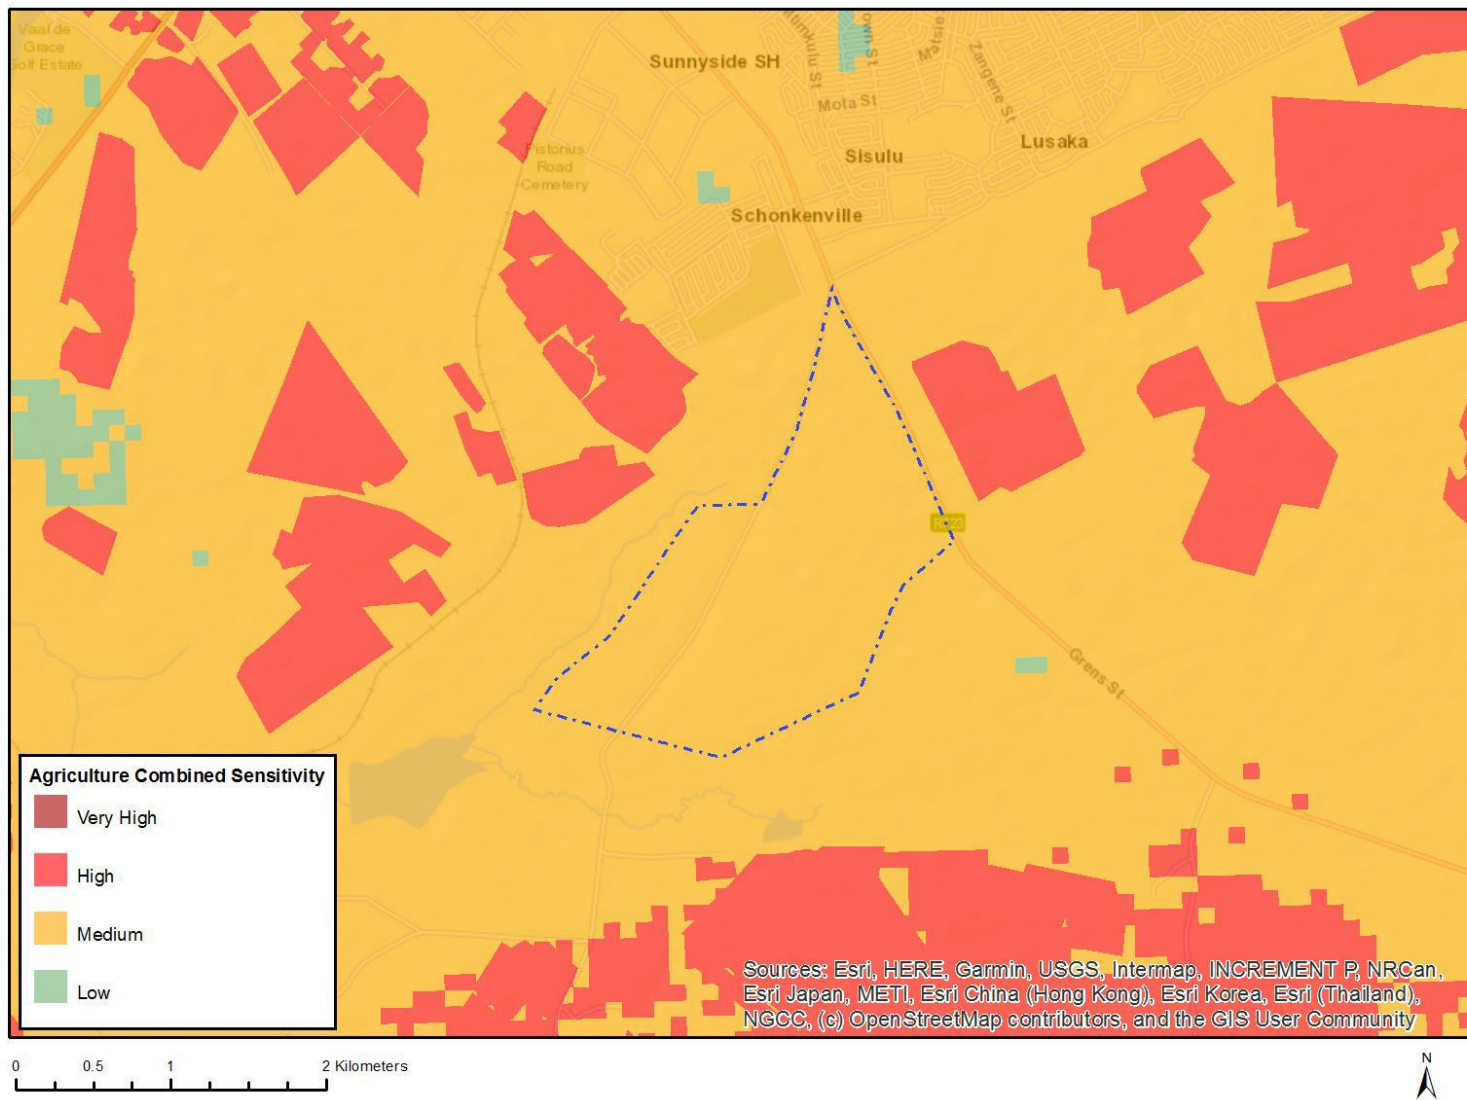 Vaal de
Grace
Golf Estate
Sunnyside SH
Mota St
Zangene St
Lusaka
Sisulu
Pistorius
Road
Cemetery
Schonkenville
Grens St
Agriculture Combined Sensitivity
Very High
High
Medium
Low
Sources: Esri, HERE, Garmin, USGS, Intermap, INCREMENT P, NRCan,
Esri Japan, METI, Esri China (Hong Kong), Esri Korea, Esri (Thailand),
NGCC, (c) OpenStreetMap contributors, and the GIS User Community
0 0.5 1 2 Kilometers
N